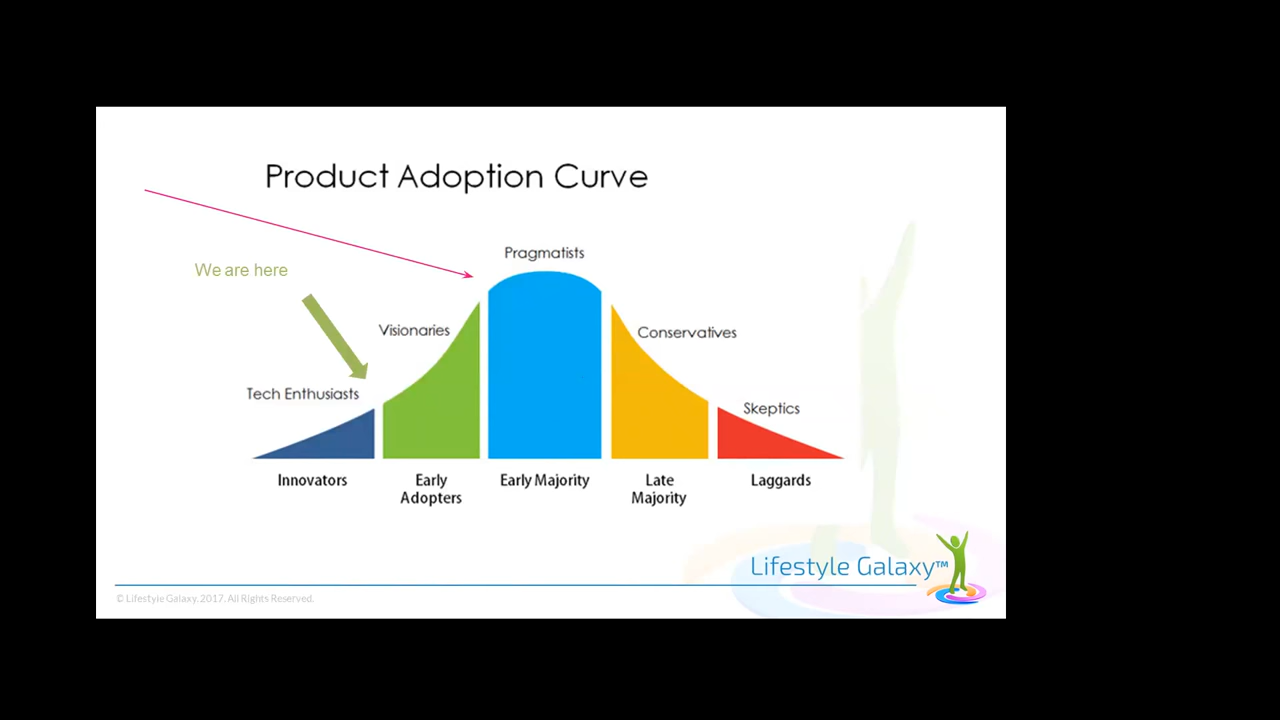 Product Adoption Curve
Pragmatists
We are here
Visionaries
Conservatives
Tech Enthusiasts
Skeptics
Innovators
Early
Adopters
Early Majority
Late
Majority
Laggards
Lifestyle Galaxy™
© Lifestyle Galaxy. 2017. All Rights Reserved.